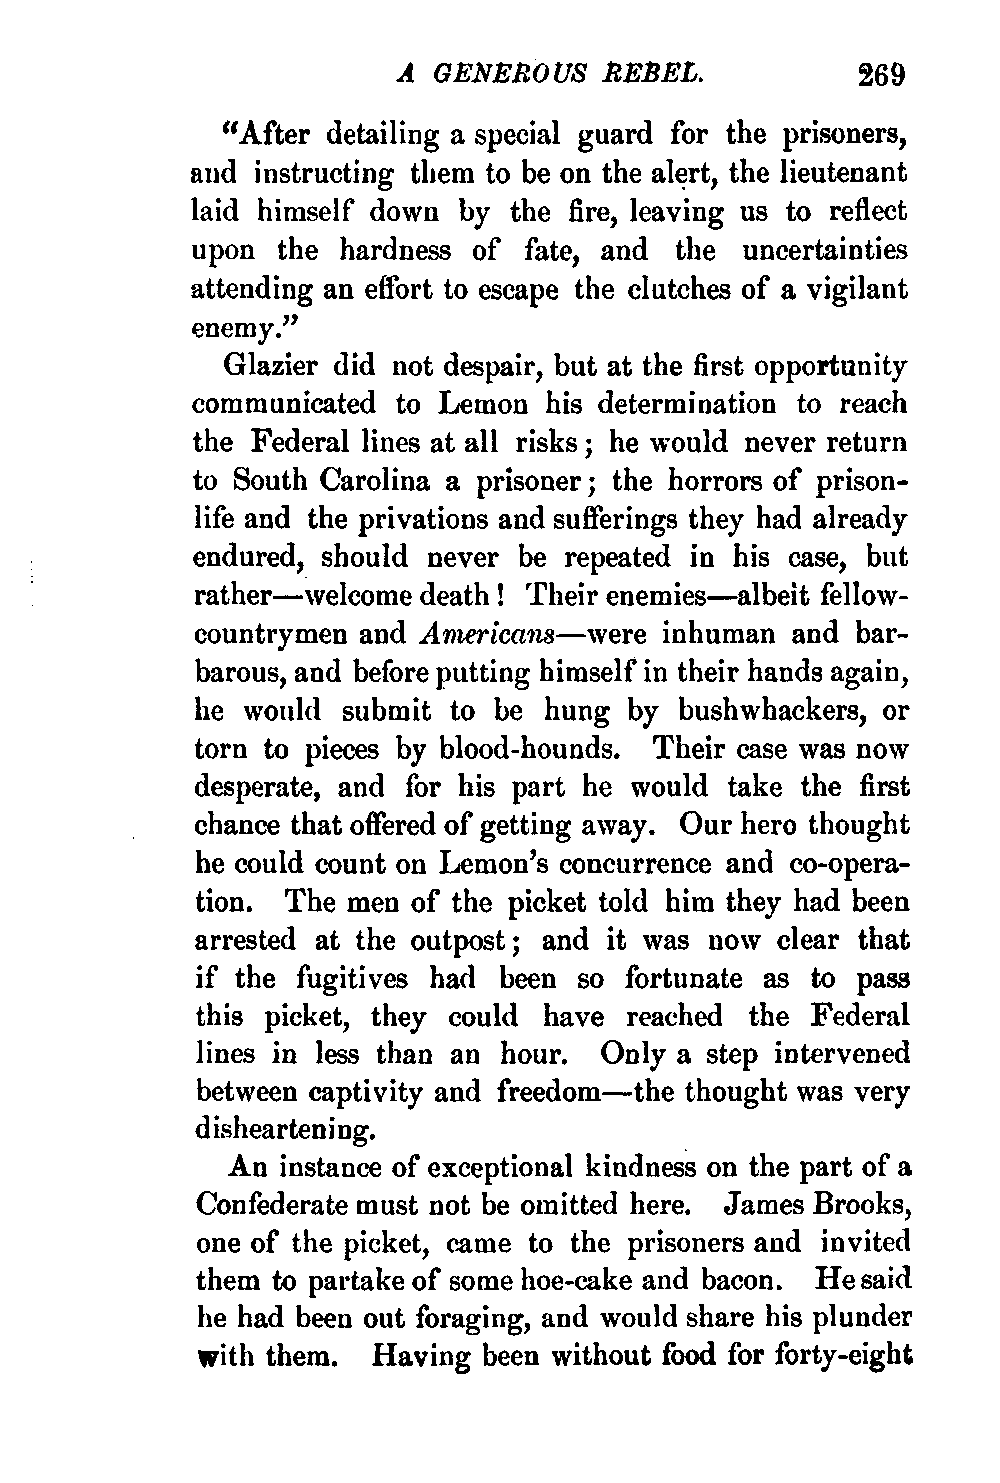 A GENEROUS REBEL. 269
“After detailing a special guard for the prisoners,
and instructing them to be on the alert, the lieutenant
laid himself down by the fire, leaving us to reflect
upon the hardness of fate, and the uncertainties
attending an effort to escape the clutches of a vigilant
enemy.”
Glazier did not despair, but at the first opportunity
communicated to Lemon his determination to reach
the Federal lines at all risks; he would never return
to South Carolina a prisoner; the horrors of prison-
life and the privations and sufferings they had already
endured, should never be repeated in his case, but
rather—welcome death! Their enemies—albeit fellow-
countrymen and Americans—were inhuman and bar-
barous, and before putting himself in their hands again,
he would submit to be hung by bushwhackers, or
torn to pieces by blood-hounds. Their case was now
desperate, and for his part he would take the first
chance that offered of getting away. Our hero thought
he could count on Lemon's concurrence and co-opera-
tion. The men of the picket told him they had been
arrested at the outpost; and it was now clear that
if the fugitives had been so fortunate as to pass
this picket, they could have reached the Federal
lines in less than an hour. Only a step intervened
between captivity and freedom—the thought was very
disheartening.
An instance of exceptional kindness on the part of a
Confederate must not be omitted here. James Brooks,
one of the picket, came to the prisoners and invited
them to partake of some hoe-cake and bacon. He said
he had been out foraging, and would share his plunder
with them. Having been without food for forty-eight